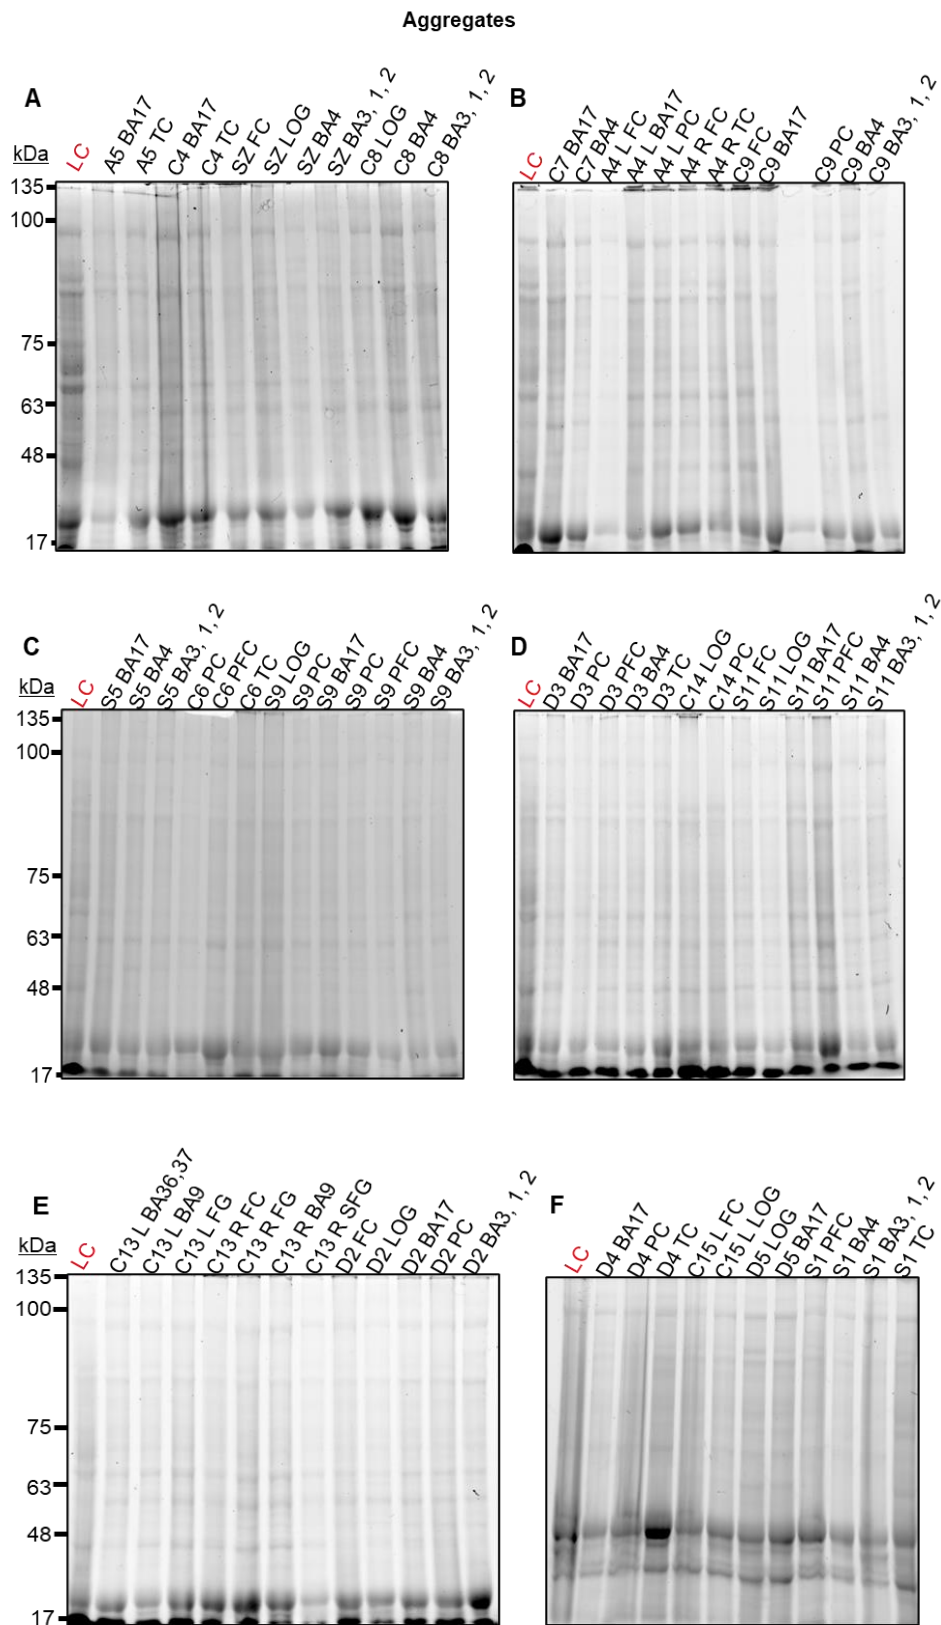 Aggregates
A
LC
A5 BA17
A5 TC
C4 BA17
C4 TC
SZ FC
SZ LOG
SZ BA4
SZ BA3, 1, 2
C8 LOG
C8 BA4
C8 BA3, 1, 2
kDa
135
100
75
63
48
17
B
LC
C7 BA17
C7 BA4
A4 L FC
A4 L BA17
A4 L PC
A4 R FC
A4 R TC
C9 FC
C9 BA17
C9 PC
C9 BA4
C9 BA3, 1, 2
C
LC
S5 BA17
S5 BA4
S5 BA3, 1, 2
C6 PC
C6 PFC
C6 TC
S9 LOG
S9 PC
S9 BA17
S9 PC
S9 PFC
S9 BA4
S9 BA3, 1, 2
kDa
135
100
75
63
48
17
D
LC
D3 BA17
D3 PC
D3 PFC
D3 BA4
D3 TC
C14 LOG
C14 PC
S11 FC
S11 LOG
S11 BA17
S11 PFC
S11 BA4
S11 BA3, 1, 2
E
LC
C13 L BA36,37
C13 L BA9
C13 L FG
C13 R FC
C13 R FG
C13 R BA9
C13 R SFG
D2 FC
D2 LOG
D2 BA17
D2 PC
D2 BA3, 1, 2
kDa
135
100
75
63
48
17
F
LC
D4 BA17
D4 PC
D4 TC
C15 L FC
C15 L LOG
D5 LOG
D5 BA17
S1 PFC
S1 BA4
S1 BA3, 1, 2
S1 TC